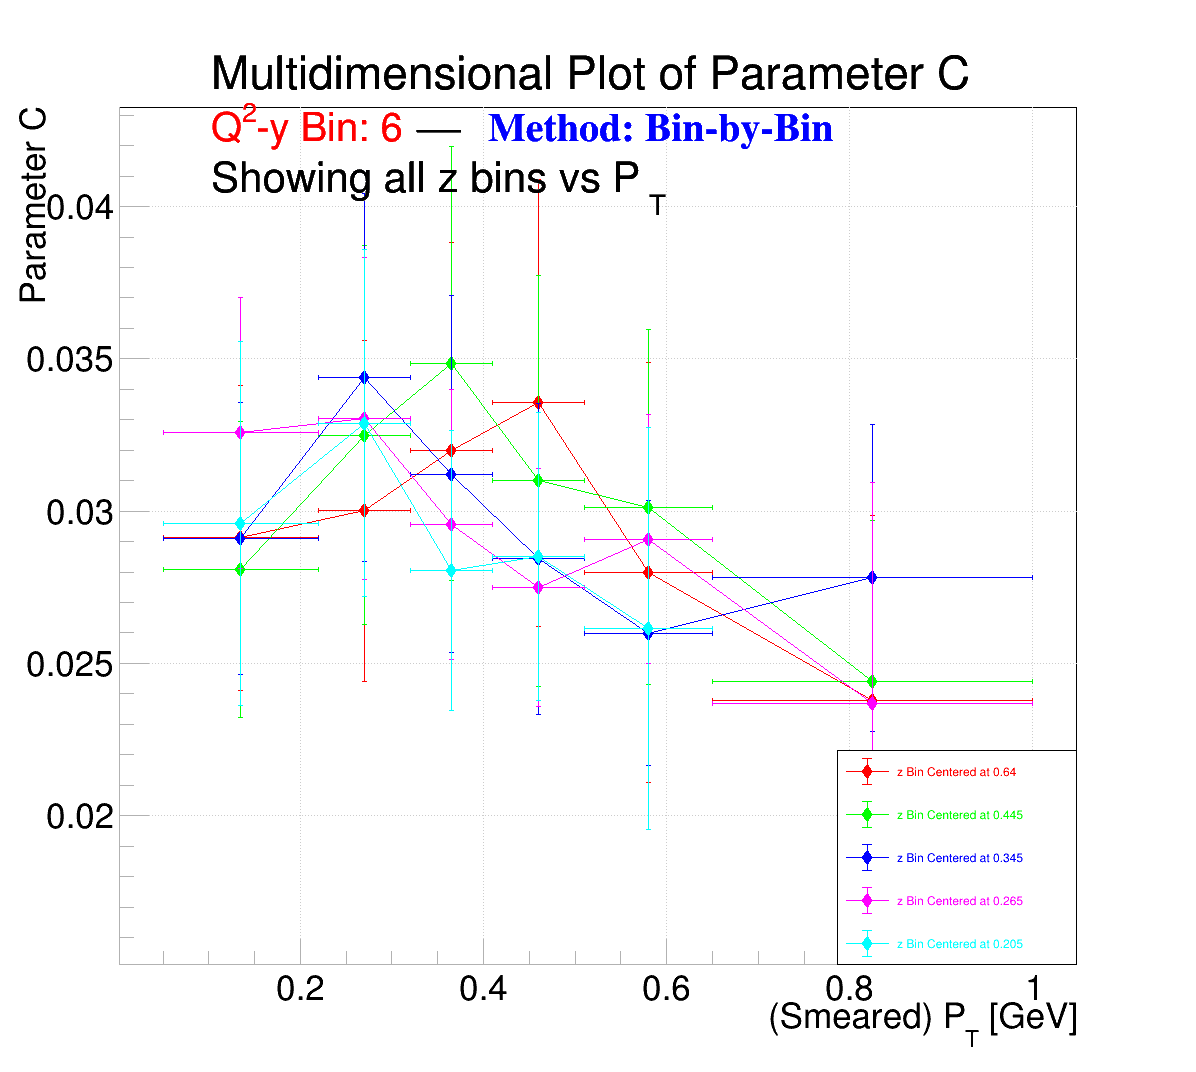 Multidimensional Plot of Parameter C
Q²-y Bin: 6 — Method: Bin-by-Bin
Showing all z bins vs P_T
Parameter C
0.04
0.035
0.03
0.025
0.02
z Bin Centered at 0.64
z Bin Centered at 0.445
z Bin Centered at 0.345
z Bin Centered at 0.265
z Bin Centered at 0.205
0.2 0.4 0.6 0.8 1
(Smeared) P_T [GeV]